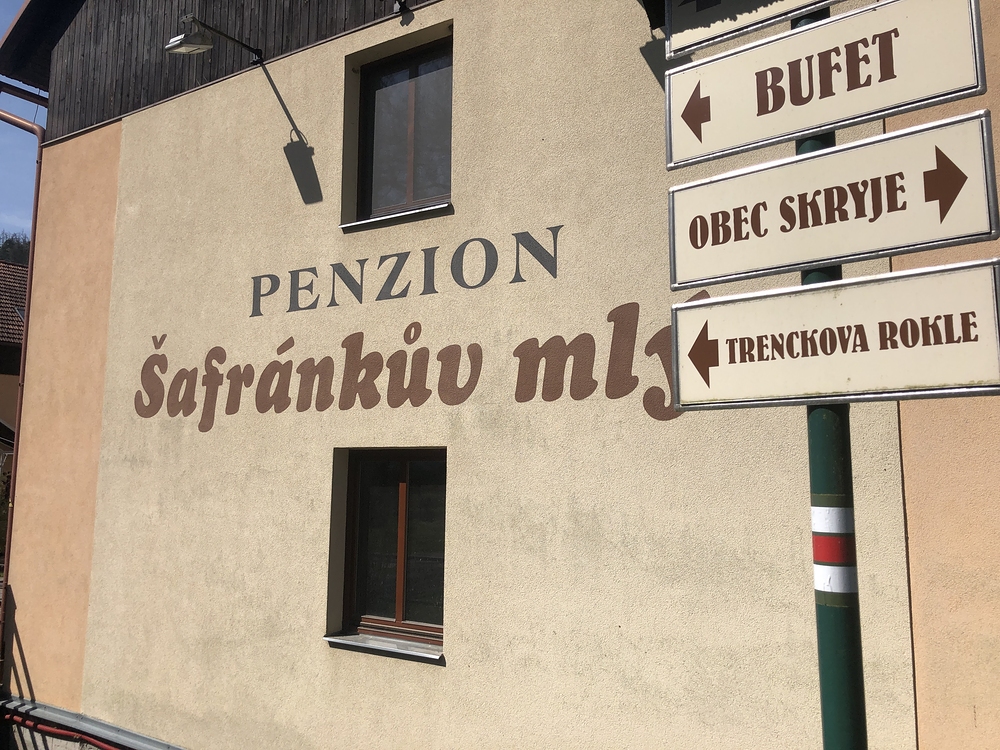 PENZION
Šafránkův
BUFET
OBEC SKRYJE
TRENCKOVA ROKLE